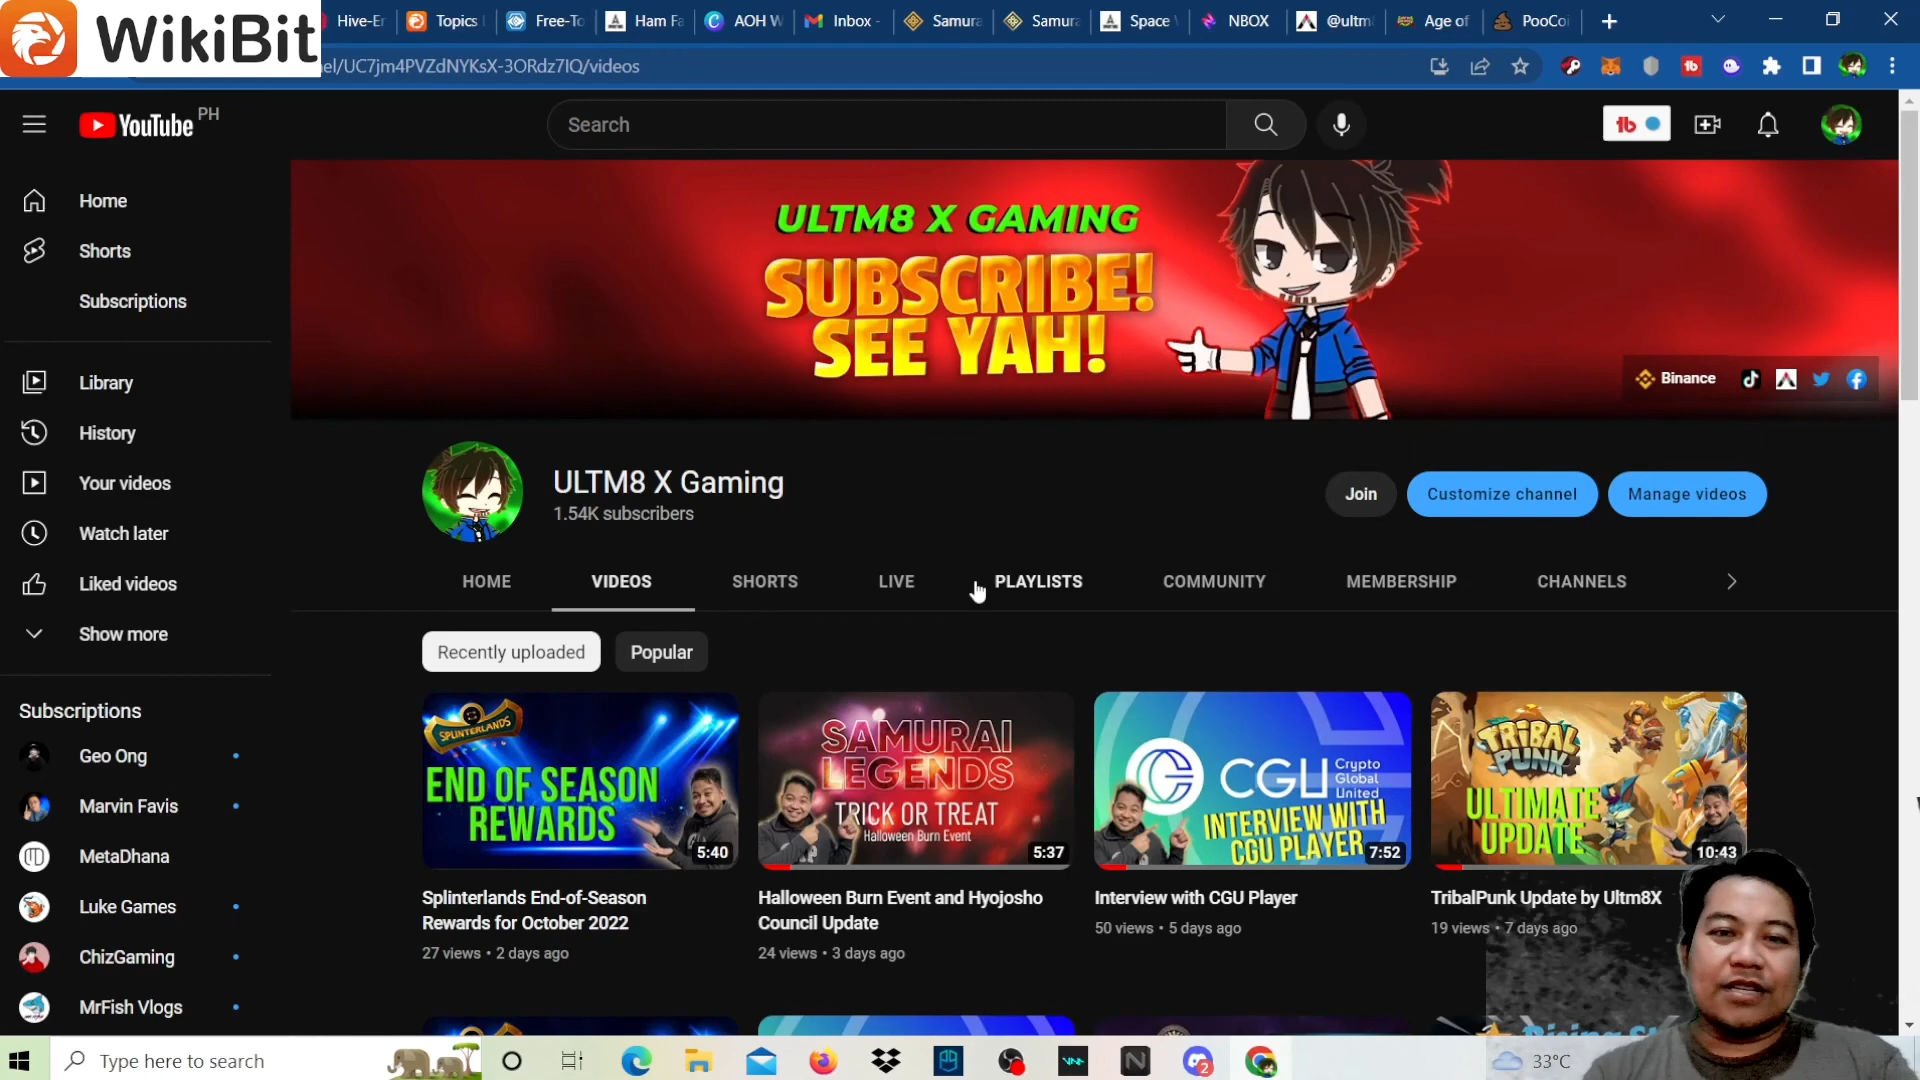 WikiBit
Hive-Er
Topics
Free-To
Ham Fa
AOH W
Inbox -
Samura
Samura
Space
NBOX
@ultm
Age of
PooCoi
el/UC7jm4PVZdNYKsX-3ORdz7IQ/videos
YouTube PH
Search
Home
Shorts
Subscriptions
Library
History
Your videos
Watch later
Liked videos
Show more
Subscriptions
Geo Ong
Marvin Favis
MetaDhana
Luke Games
ChizGaming
MrFish Vlogs
ULTM8 X GAMING
SUBSCRIBE!
SEE YAH!
Binance
ULTM8 X Gaming
1.54K subscribers
Join
Customize channel
Manage videos
HOME VIDEOS SHORTS LIVE PLAYLISTS COMMUNITY MEMBERSHIP CHANNELS
Recently uploaded
Popular
SPLINTERLANDS
END OF SEASON
REWARDS
5:40
Splinterlands End-of-Season
Rewards for October 2022
27 views • 2 days ago
SAMURAI
LEGENDS
TRICK OR TREAT
Halloween Burn Event
5:37
Halloween Burn Event and Hyojosho
Council Update
24 views • 3 days ago
CGU
Crypto
Global
United
INTERVIEW WITH
CGU PLAYER
7:52
Interview with CGU Player
50 views • 5 days ago
TRIBAL
PUNK
ULTIMATE
UPDATE
10:43
TribalPunk Update by Ultm8X
19 views • 7 days ago
Type here to search
33°C